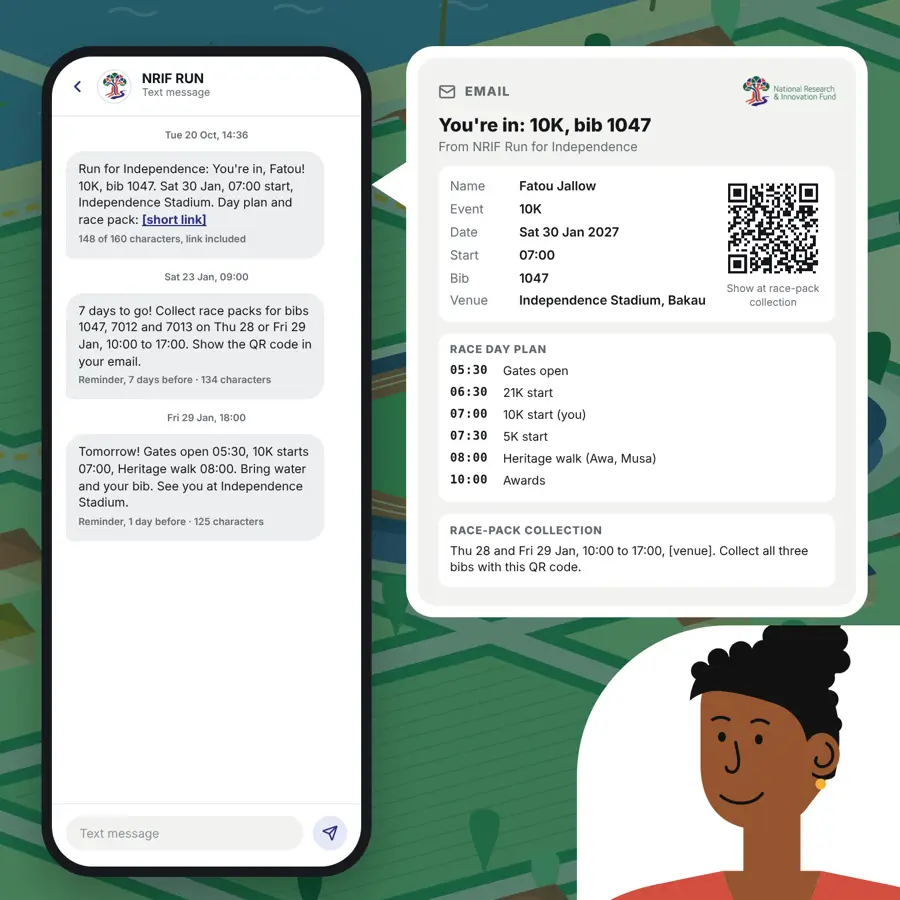 NRIF RUN
Text message
Tue 20 Oct, 14:36
Run for Independence: You're in, Fatou!
10K, bib 1047. Sat 30 Jan, 07:00 start,
Independence Stadium. Day plan and
race pack: [short link]
148 of 160 characters, link included
Sat 23 Jan, 09:00
7 days to go! Collect race packs for bibs
1047, 7012 and 7013 on Thu 28 or Fri 29
Jan, 10:00 to 17:00. Show the QR code in
your email.
Reminder, 7 days before · 134 characters
Fri 29 Jan, 18:00
Tomorrow! Gates open 05:30, 10K starts
07:00, Heritage walk 08:00. Bring water
and your bib. See you at Independence
Stadium.
Reminder, 1 day before · 125 characters
Text message
EMAIL
National Research
& Innovation Fund
You're in: 10K, bib 1047
From NRIF Run for Independence
Name Fatou Jallow
Event 10K
Date Sat 30 Jan 2027
Start 07:00
Bib 1047
Venue Independence Stadium, Bakau
Show at race-pack
collection
RACE DAY PLAN
05:30 Gates open
06:30 21K start
07:00 10K start (you)
07:30 5K start
08:00 Heritage walk (Awa, Musa)
10:00 Awards
RACE-PACK COLLECTION
Thu 28 and Fri 29 Jan, 10:00 to 17:00, [venue]. Collect all three
bibs with this QR code.